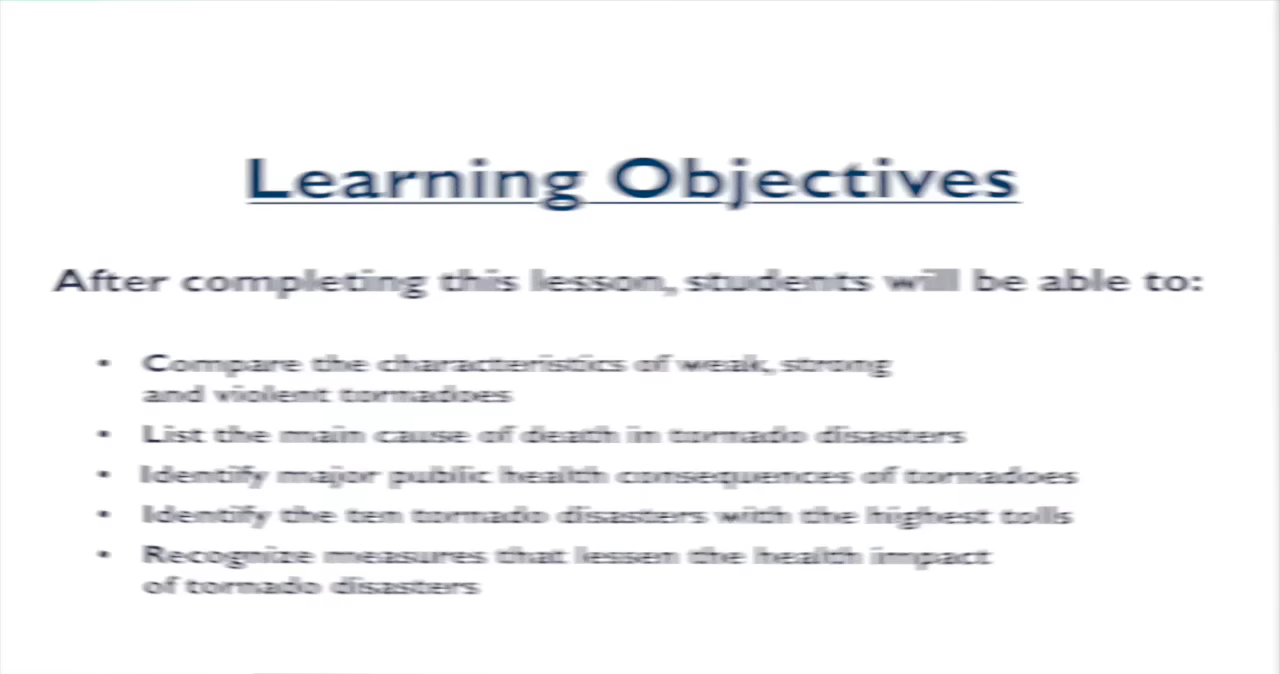 Learning Objectives
After completing this lesson, students will be able to:
• Compare the characteristics of weak, strong
and violent tornadoes
• List the main cause of death in tornado disasters
• Identify major public health consequences of tornadoes
• Identify the ten tornado disasters with the highest tolls
• Recognize measures that lessen the health impact
of tornado disasters